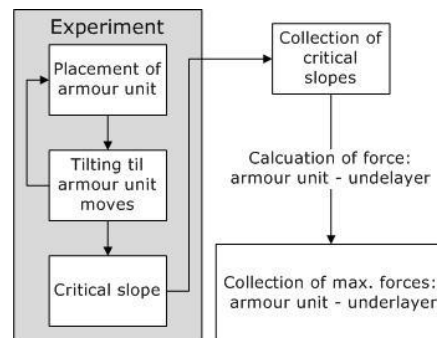 Experiment
Placement of
armour unit
Tilting til
armour unit
moves
Critical slope
Collection of
critical
slopes
Calcuation of force:
armour unit - undelayer
Collection of max. forces:
armour unit - underlayer